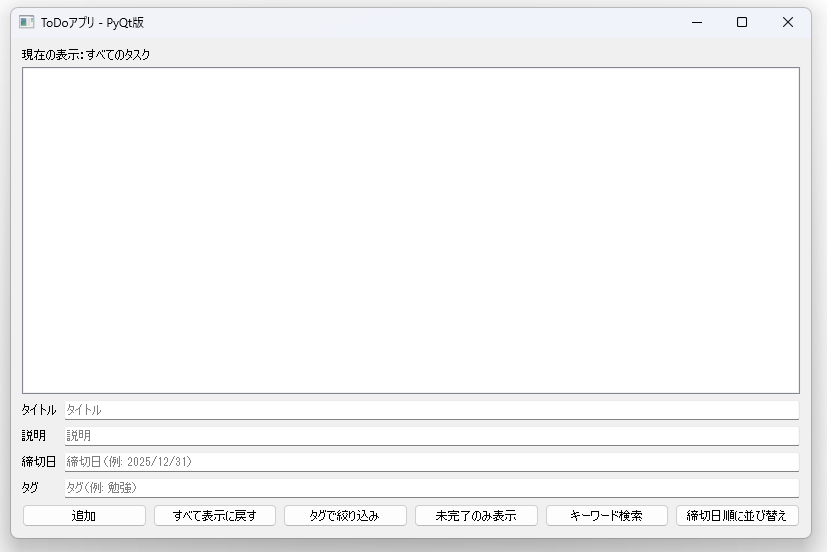 ToDoアプリ - PyQt版
現在の表示: すべてのタスク
タイトル タイトル
説明 説明
締切日 締切日（例: 2025/12/31）
タグ タグ（例: 勉強）
追加 すべて表示に戻す タグで絞り込み 未完了のみ表示 キーワード検索 締切日順に並び替え